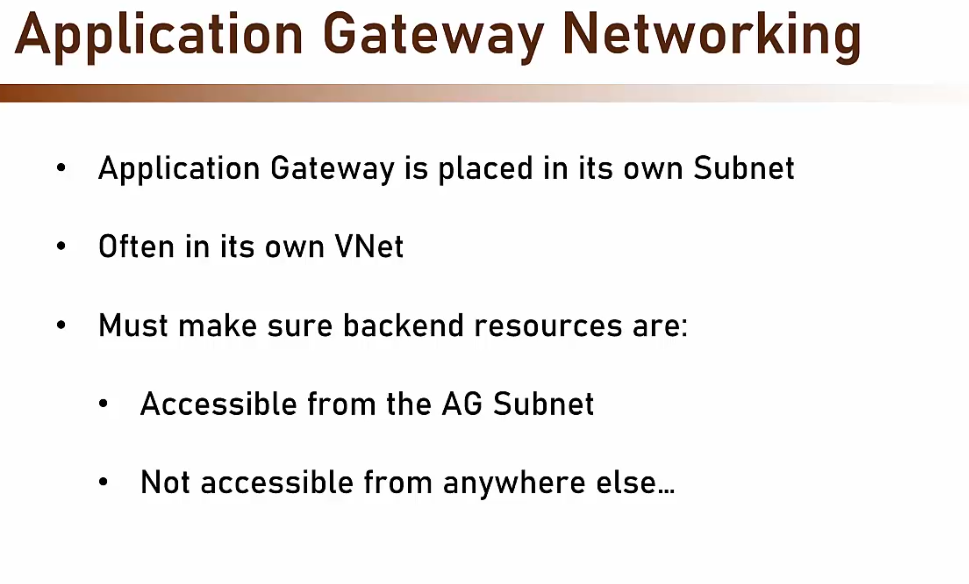 Application Gateway Networking
• Application Gateway is placed in its own Subnet
• Often in its own VNet
• Must make sure backend resources are:
• Accessible from the AG Subnet
• Not accessible from anywhere else...